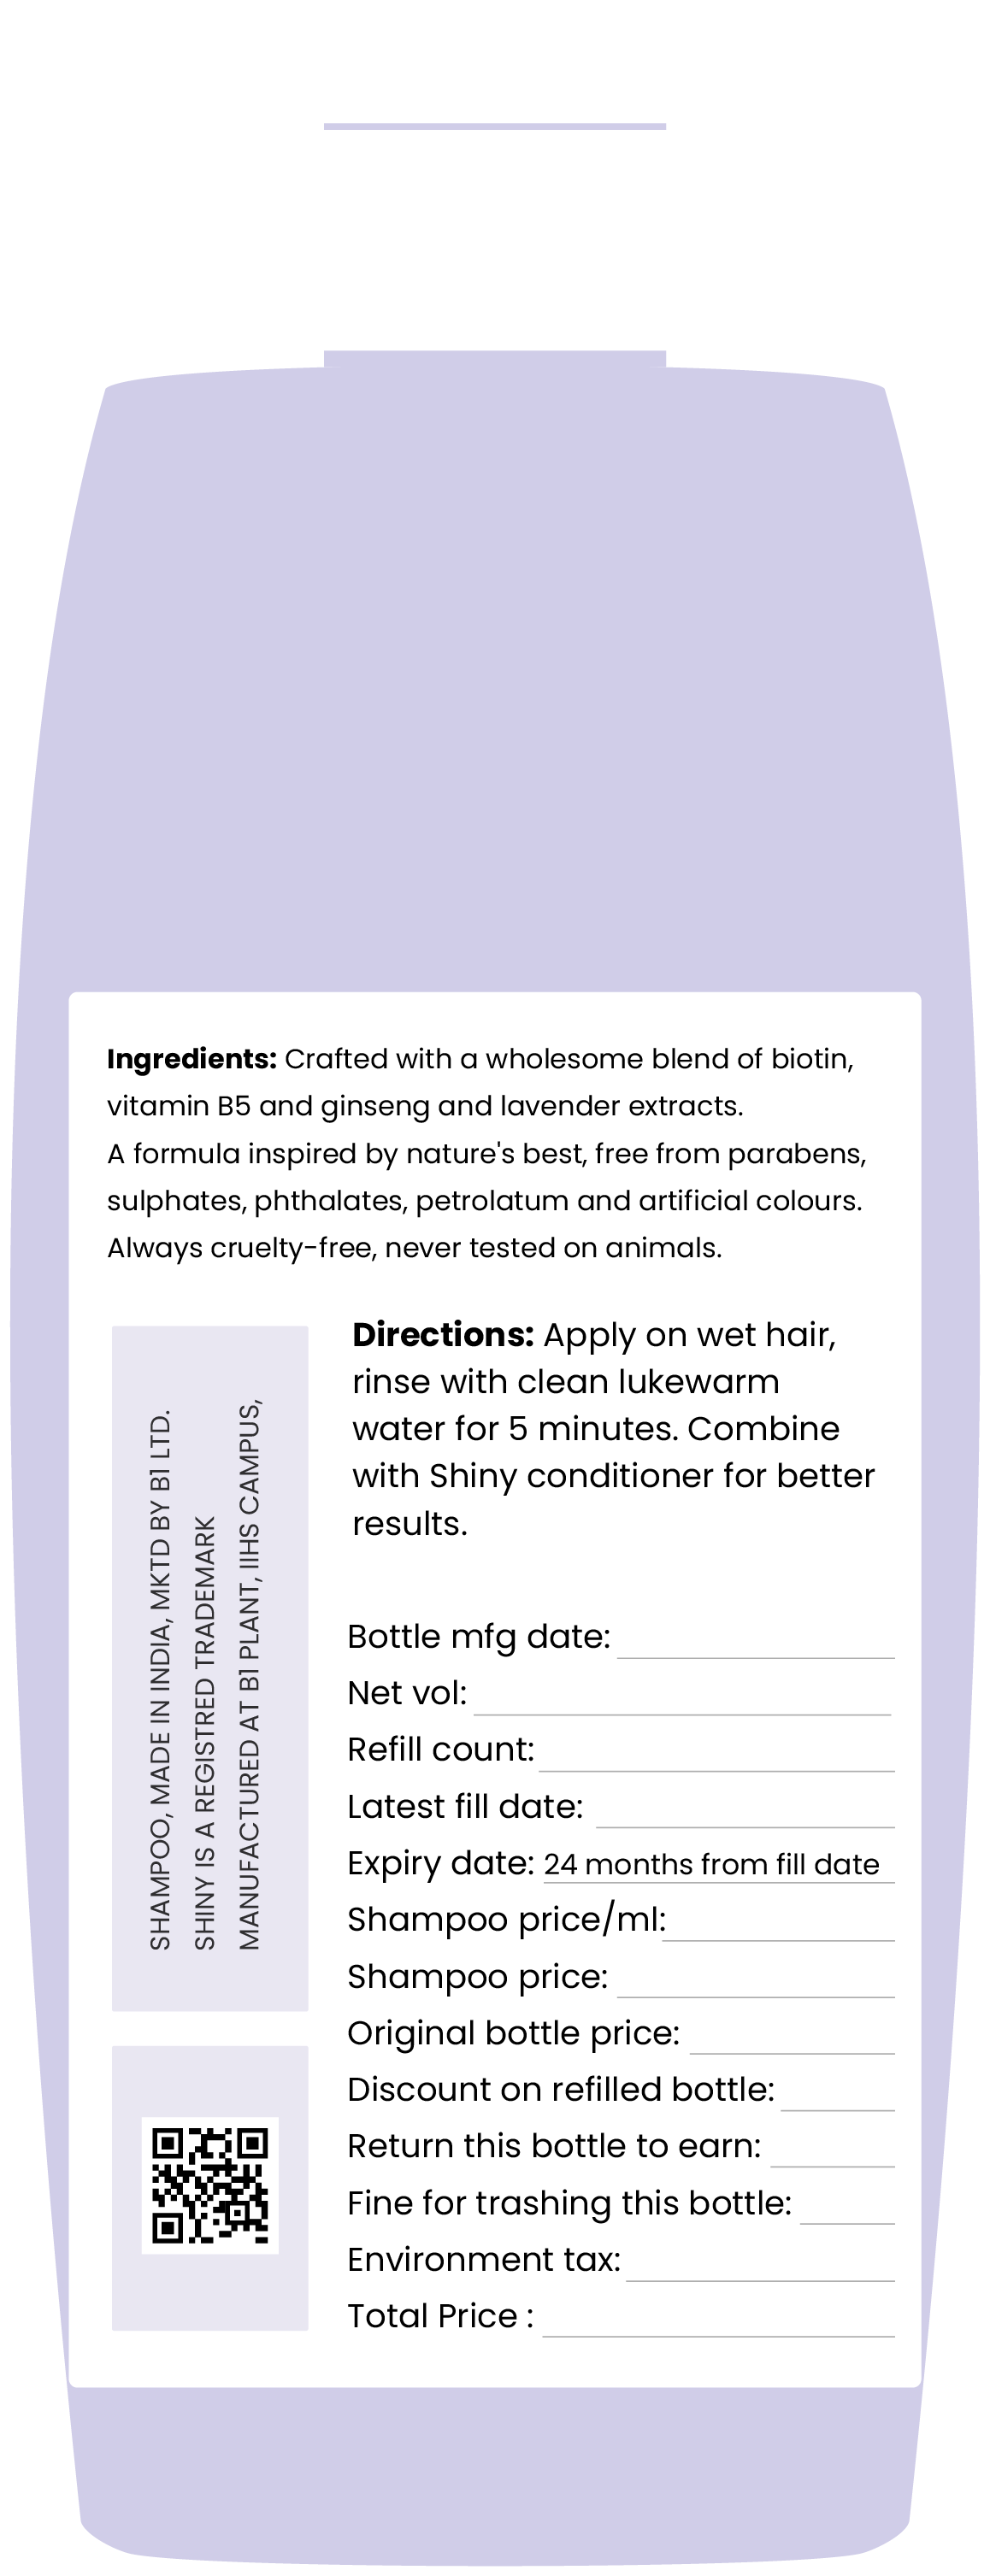 Ingredients: Crafted with a wholesome blend of biotin,
vitamin B5 and ginseng and lavender extracts.
A formula inspired by nature's best, free from parabens,
sulphates, phthalates, petrolatum and artificial colours.
Always cruelty-free, never tested on animals.
SHAMPOO, MADE IN INDIA, MKTD BY B1 LTD.
SHINY IS A REGISTRED TRADEMARK
MANUFACTURED AT B1 PLANT, IIHS CAMPUS,
Directions: Apply on wet hair,
rinse with clean lukewarm
water for 5 minutes. Combine
with Shiny conditioner for better
results.
Bottle mfg date:
Net vol:
Refill count:
Latest fill date:
Expiry date: 24 months from fill date
Shampoo price/ml:
Shampoo price:
Original bottle price:
Discount on refilled bottle:
Return this bottle to earn:
Fine for trashing this bottle:
Environment tax:
Total Price :